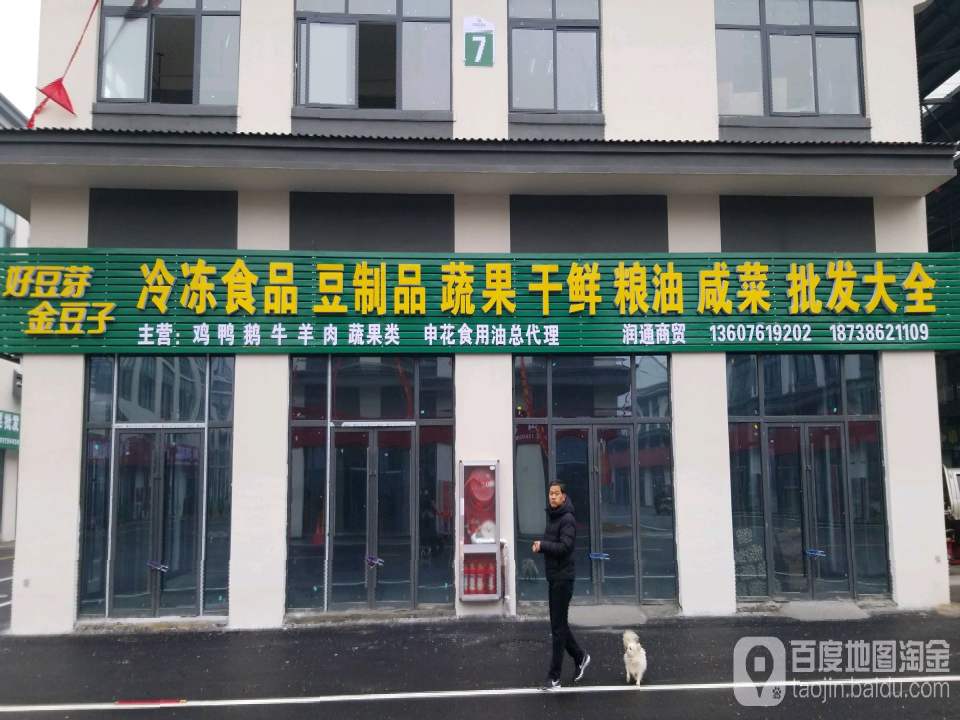 7
好豆芽
金豆子
冷冻食品 豆制品 蔬果 干鲜 粮油 咸菜 批发大全
主营：鸡 鸭 鹅 牛 羊 肉 蔬果类 申花食用油总代理 润通商贸 13607619202 18738621109
批发
百度地图淘金
taojin.baidu.com